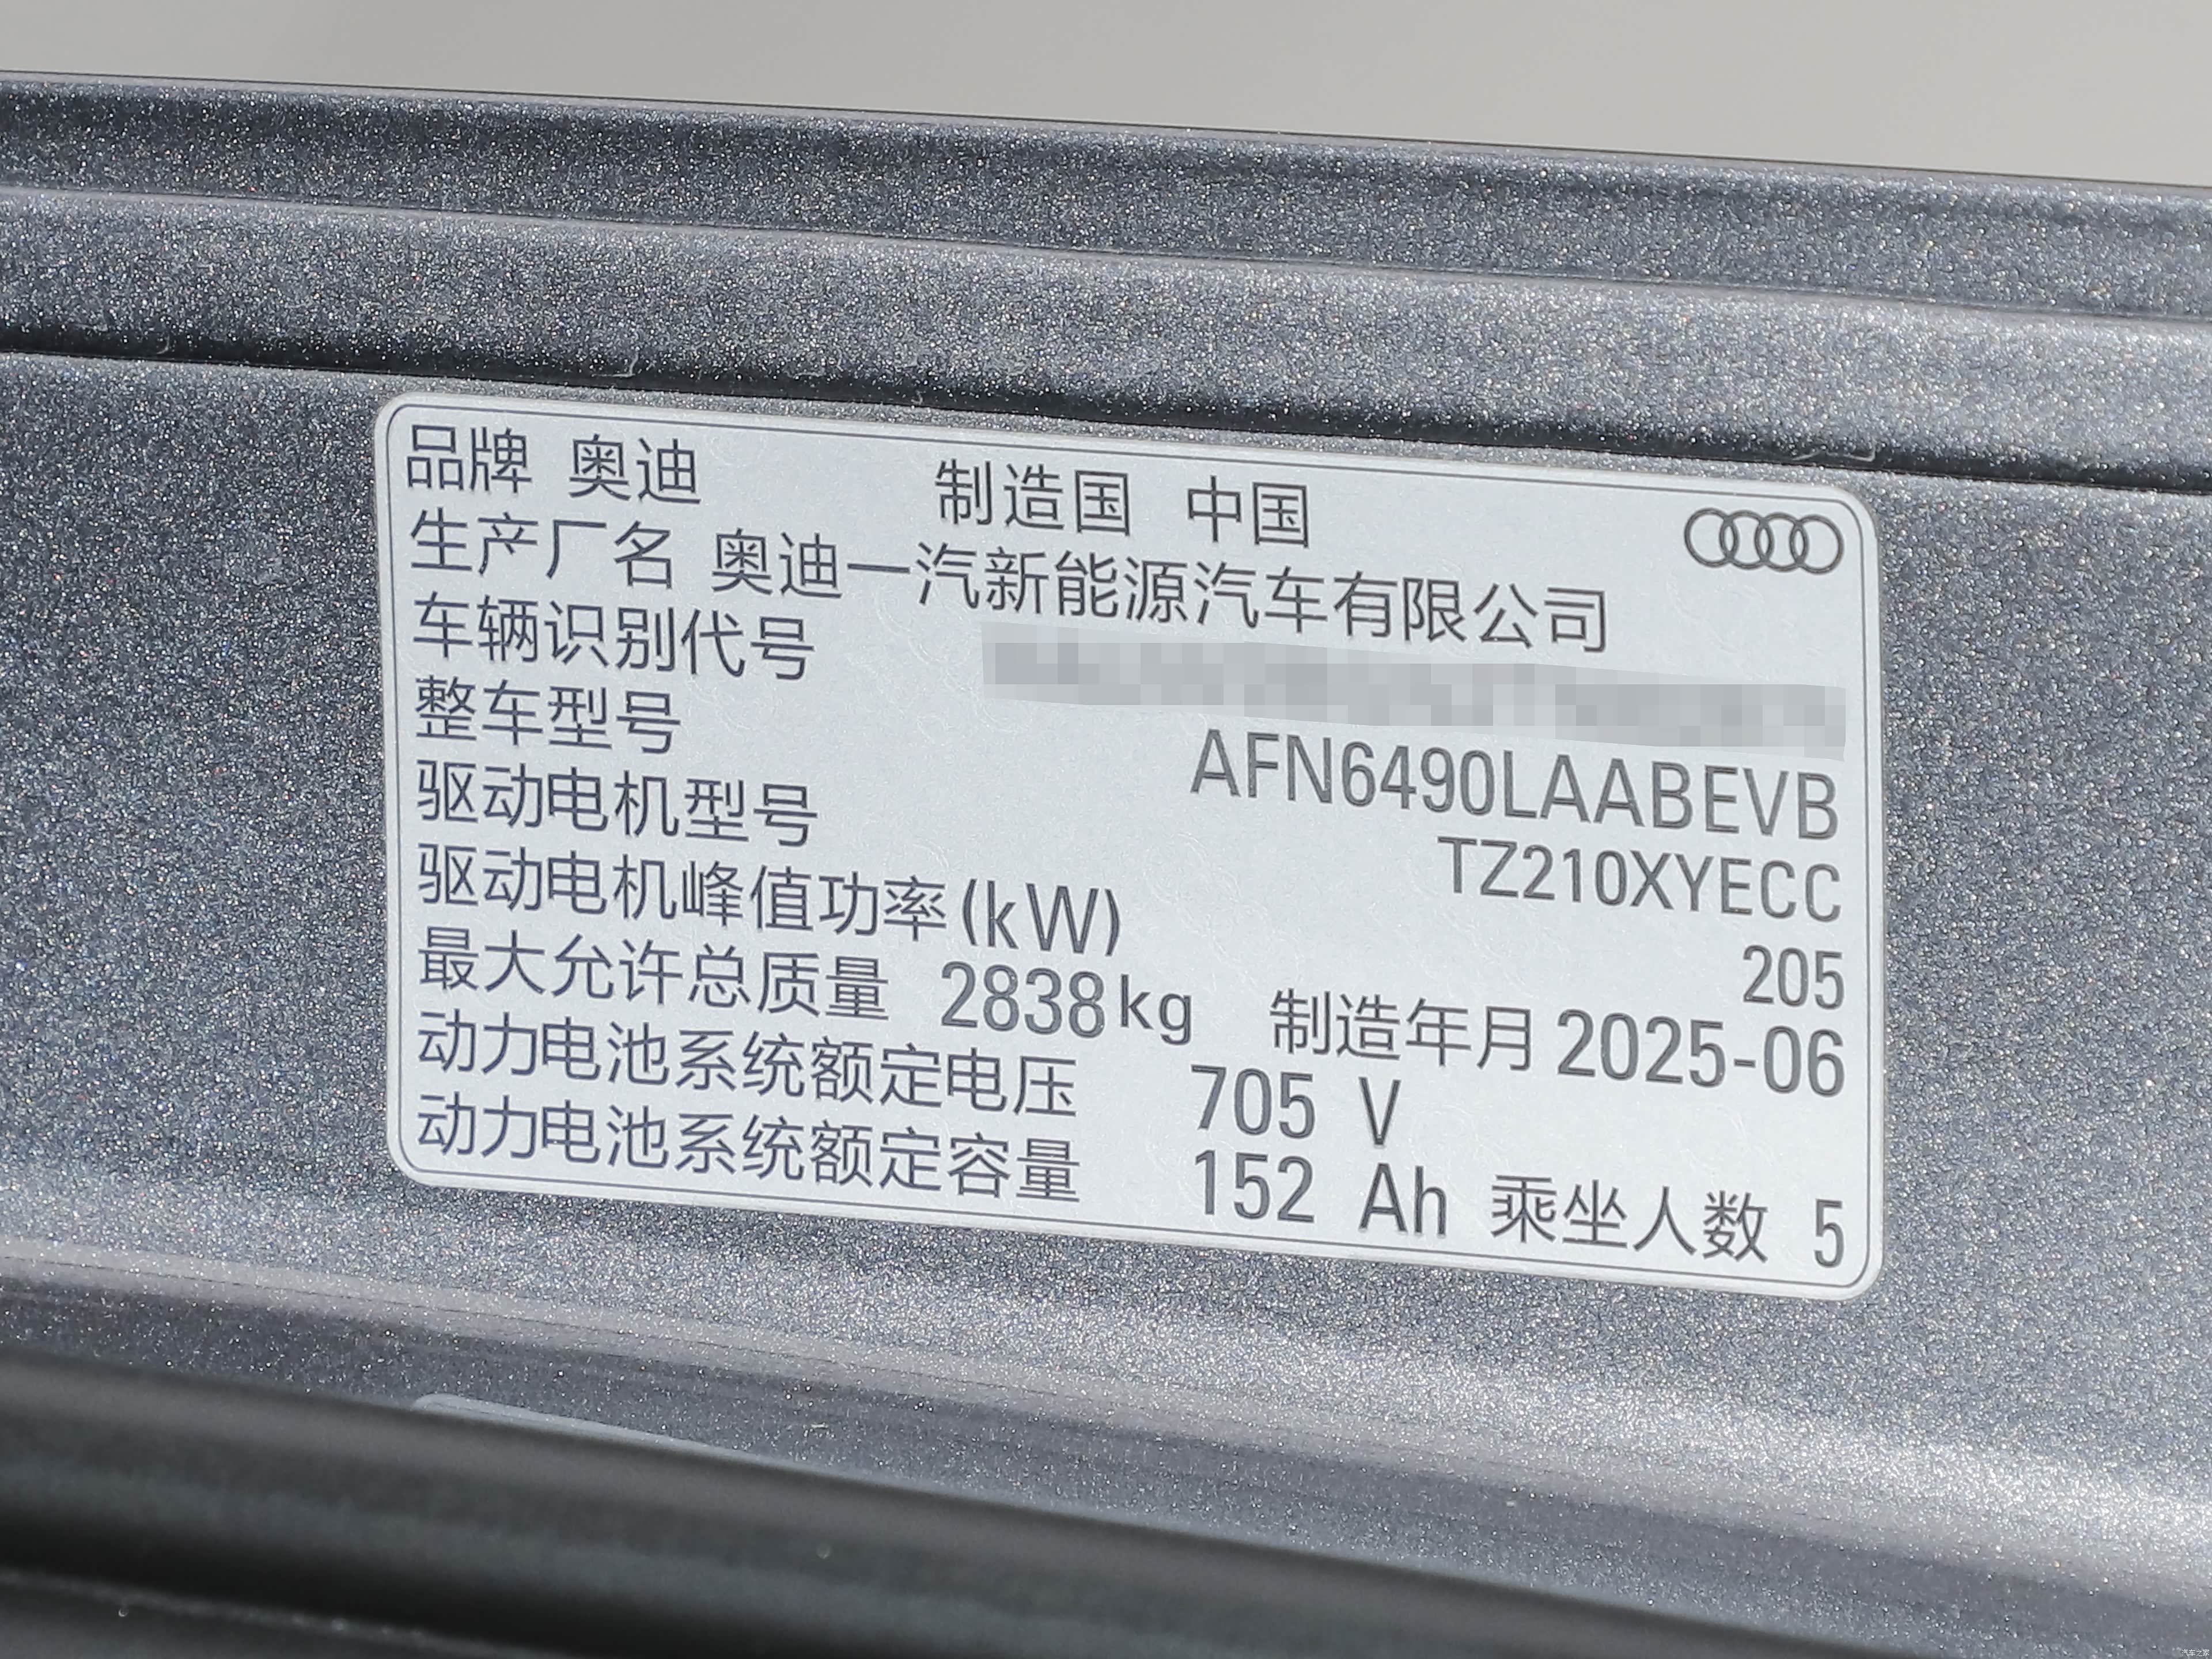 品牌 奥迪 制造国 中国
生产厂名 奥迪一汽新能源汽车有限公司
车辆识别代号
整车型号 AFN6490LAABEVB
驱动电机型号 TZ210XYECC
驱动电机峰值功率(kW) 205
最大允许总质量 2838kg 制造年月 2025-06
动力电池系统额定电压 705 V
动力电池系统额定容量 152 Ah 乘坐人数 5
汽车之家